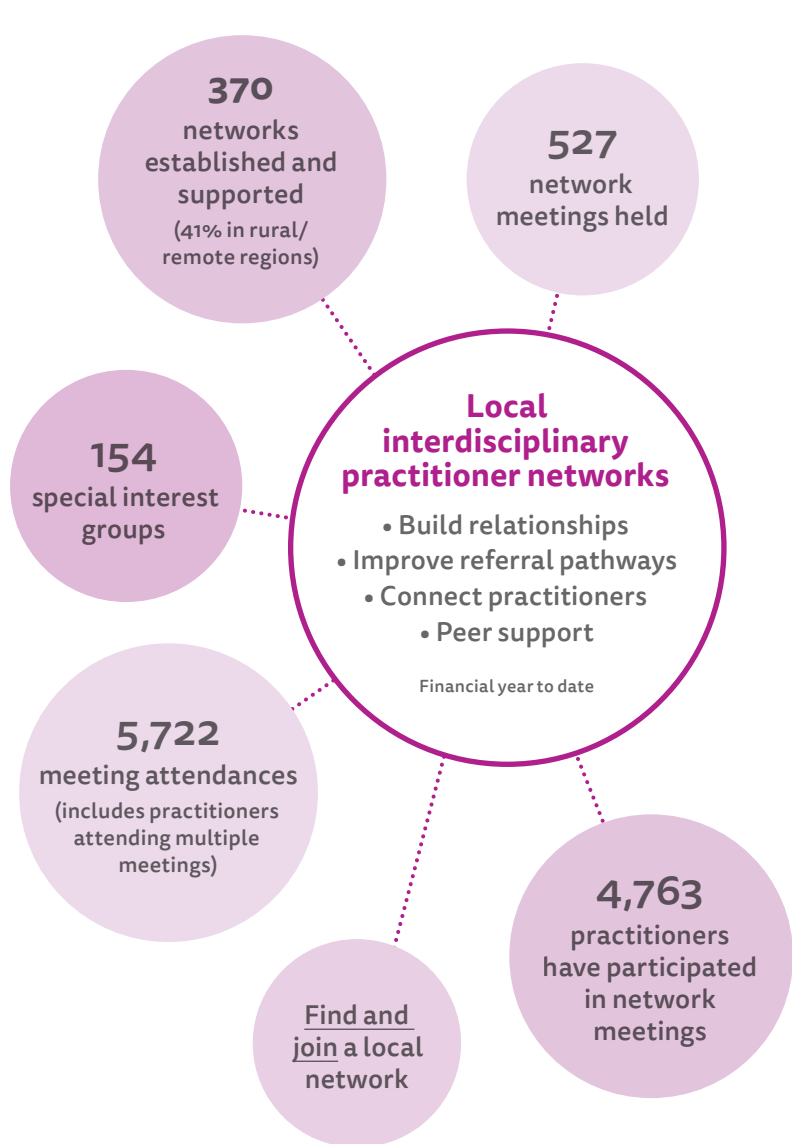 370
networks
established and
supported
(41% in rural/
remote regions)
527
network
meetings held
Local
interdisciplinary
practitioner networks
• Build relationships
• Improve referral pathways
• Connect practitioners
• Peer support
Financial year to date
154
special interest
groups
5,722
meeting attendances
(includes practitioners
attending multiple
meetings)
4,763
practitioners
have participated
in network
meetings
Find and
join a local
network